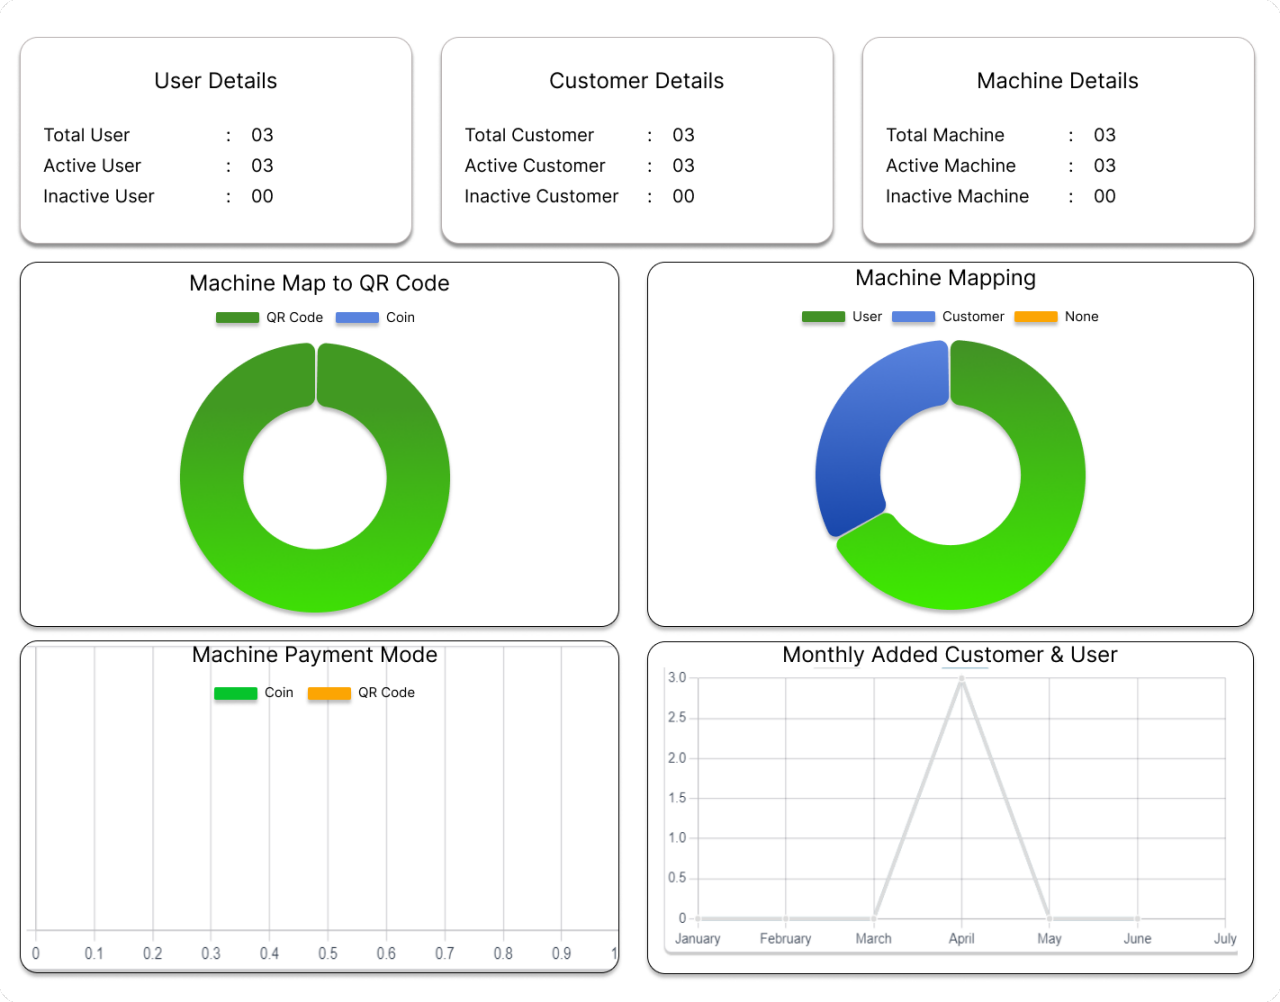 User Details
Total User : 03
Active User : 03
Inactive User : 00
Customer Details
Total Customer : 03
Active Customer : 03
Inactive Customer : 00
Machine Details
Total Machine : 03
Active Machine : 03
Inactive Machine : 00
Machine Map to QR Code
QR Code Coin
Machine Mapping
User Customer None
Machine Payment Mode
Coin QR Code
0 0.1 0.2 0.3 0.4 0.5 0.6 0.7 0.8 0.9 1
Monthly Added Customer & User
3.0
2.5
2.0
1.5
1.0
0.5
0
January February March April May June July